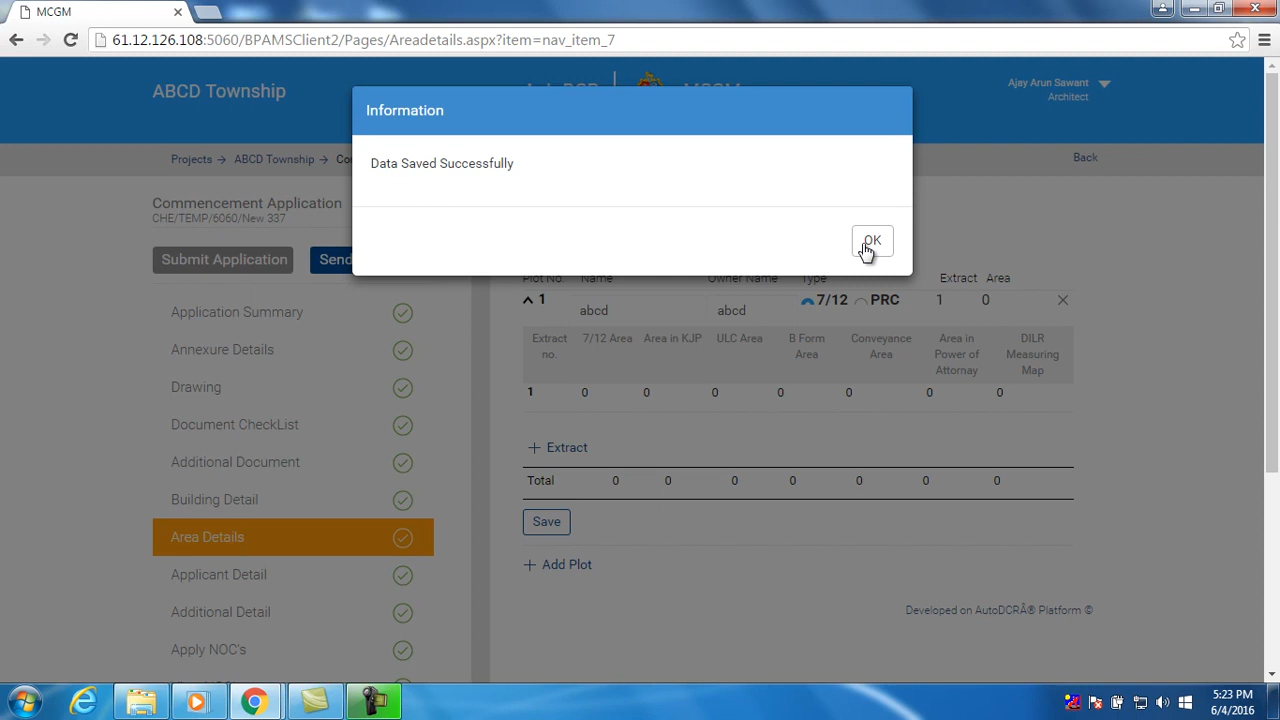 MCGM
61.12.126.108:5060/BPAMSClient2/Pages/Areadetails.aspx?item=nav_item_7
ABCD Township
MCGM
Ajay Arun Sawant
Architect
Information
Data Saved Successfully
OK
Projects → ABCD Township →
Back
Commencement Application
CHE/TEMP/6060/New 337
Submit Application
Send
Application Summary
Annexure Details
Drawing
Document CheckList
Additional Document
Building Detail
Area Details
Applicant Detail
Additional Detail
Apply NOC's
Plot No. Name Owner Name Type Extract Area
1 abcd abcd 7/12 PRC 1 0
Extract no. 7/12 Area Area in KJP ULC Area B Form Area Conveyance Area Area in Power of Attorney DILR Measuring Map
1 0 0 0 0 0 0 0
+ Extract
Total 0 0 0 0 0 0 0
Save
+ Add Plot
Developed on AutoDCRÂ® Platform ©
5:23 PM
6/4/2016